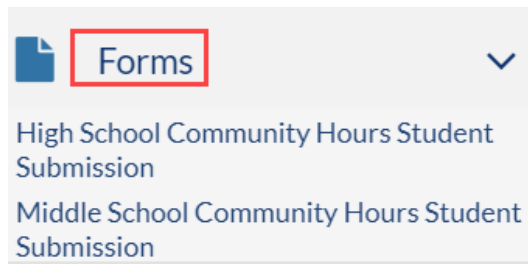 Forms
High School Community Hours Student
Submission
Middle School Community Hours Student
Submission